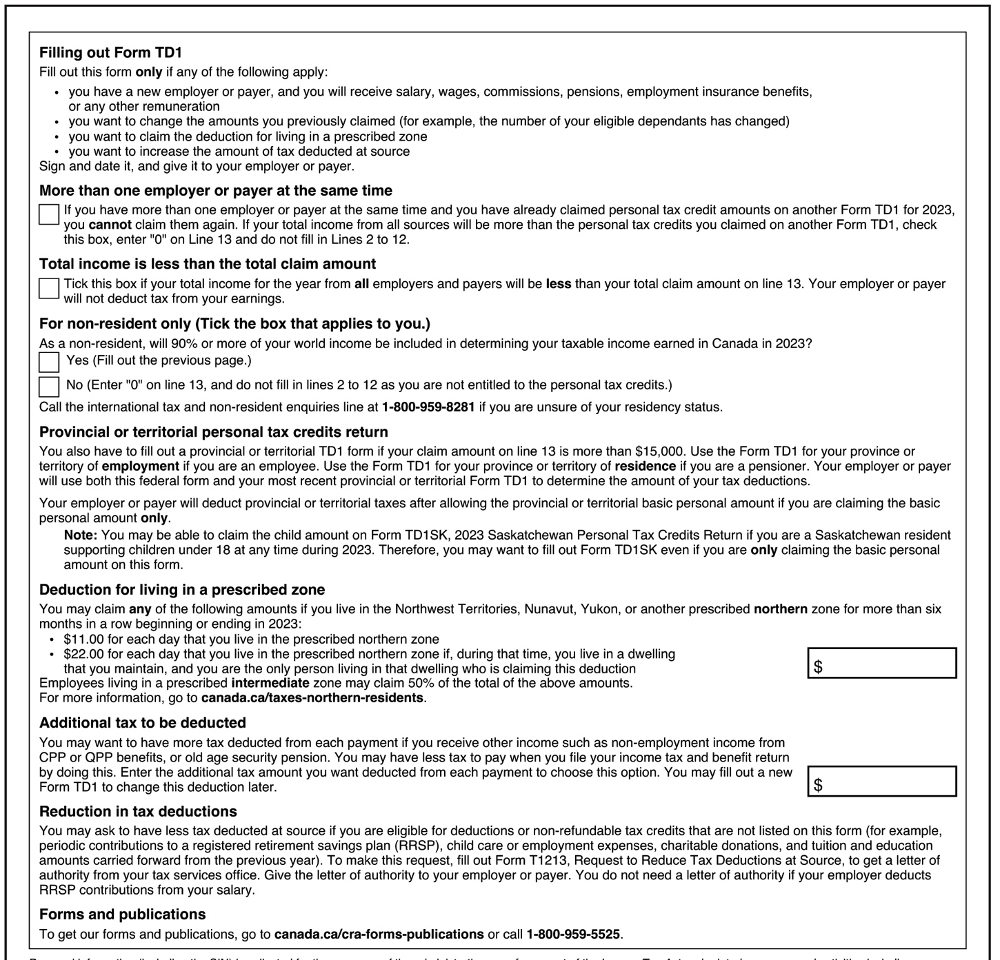 Filling out Form TD1
Fill out this form only if any of the following apply:
• you have a new employer or payer, and you will receive salary, wages, commissions, pensions, employment insurance benefits,
or any other remuneration
• you want to change the amounts you previously claimed (for example, the number of your eligible dependants has changed)
• you want to claim the deduction for living in a prescribed zone
• you want to increase the amount of tax deducted at source
Sign and date it, and give it to your employer or payer.
More than one employer or payer at the same time
If you have more than one employer or payer at the same time and you have already claimed personal tax credit amounts on another Form TD1 for 2023,
you cannot claim them again. If your total income from all sources will be more than the personal tax credits you claimed on another Form TD1, check
this box, enter "0" on Line 13 and do not fill in Lines 2 to 12.
Total income is less than the total claim amount
Tick this box if your total income for the year from all employers and payers will be less than your total claim amount on line 13. Your employer or payer
will not deduct tax from your earnings.
For non-resident only (Tick the box that applies to you.)
As a non-resident, will 90% or more of your world income be included in determining your taxable income earned in Canada in 2023?
Yes (Fill out the previous page.)
No (Enter "0" on line 13, and do not fill in lines 2 to 12 as you are not entitled to the personal tax credits.)
Call the international tax and non-resident enquiries line at 1-800-959-8281 if you are unsure of your residency status.
Provincial or territorial personal tax credits return
You also have to fill out a provincial or territorial TD1 form if your claim amount on line 13 is more than $15,000. Use the Form TD1 for your province or
territory of employment if you are an employee. Use the Form TD1 for your province or territory of residence if you are a pensioner. Your employer or payer
will use both this federal form and your most recent provincial or territorial Form TD1 to determine the amount of your tax deductions.
Your employer or payer will deduct provincial or territorial taxes after allowing the provincial or territorial basic personal amount if you are claiming the basic
personal amount only.
Note: You may be able to claim the child amount on Form TD1SK, 2023 Saskatchewan Personal Tax Credits Return if you are a Saskatchewan resident
supporting children under 18 at any time during 2023. Therefore, you may want to fill out Form TD1SK even if you are only claiming the basic personal
amount on this form.
Deduction for living in a prescribed zone
You may claim any of the following amounts if you live in the Northwest Territories, Nunavut, Yukon, or another prescribed northern zone for more than six
months in a row beginning or ending in 2023:
• $11.00 for each day that you live in the prescribed northern zone
• $22.00 for each day that you live in the prescribed northern zone if, during that time, you live in a dwelling
that you maintain, and you are the only person living in that dwelling who is claiming this deduction
$
Employees living in a prescribed intermediate zone may claim 50% of the total of the above amounts.
For more information, go to canada.ca/taxes-northern-residents.
Additional tax to be deducted
You may want to have more tax deducted from each payment if you receive other income such as non-employment income from
CPP or QPP benefits, or old age security pension. You may have less tax to pay when you file your income tax and benefit return
by doing this. Enter the additional tax amount you want deducted from each payment to choose this option. You may fill out a new
Form TD1 to change this deduction later.
$
Reduction in tax deductions
You may ask to have less tax deducted at source if you are eligible for deductions or non-refundable tax credits that are not listed on this form (for example,
periodic contributions to a registered retirement savings plan (RRSP), child care or employment expenses, charitable donations, and tuition and education
amounts carried forward from the previous year). To make this request, fill out Form T1213, Request to Reduce Tax Deductions at Source, to get a letter of
authority from your tax services office. Give the letter of authority to your employer or payer. You do not need a letter of authority if your employer deducts
RRSP contributions from your salary.
Forms and publications
To get our forms and publications, go to canada.ca/cra-forms-publications or call 1-800-959-5525.